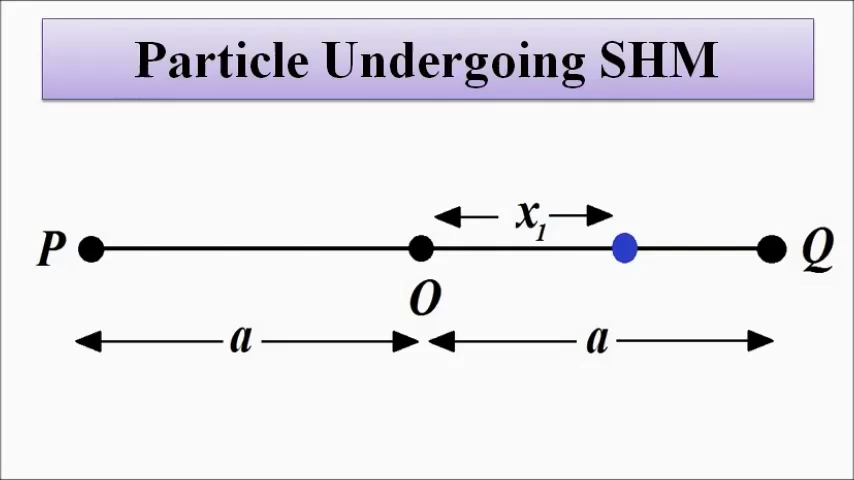 Particle Undergoing SHM
x₁
P
Q
O
a
a